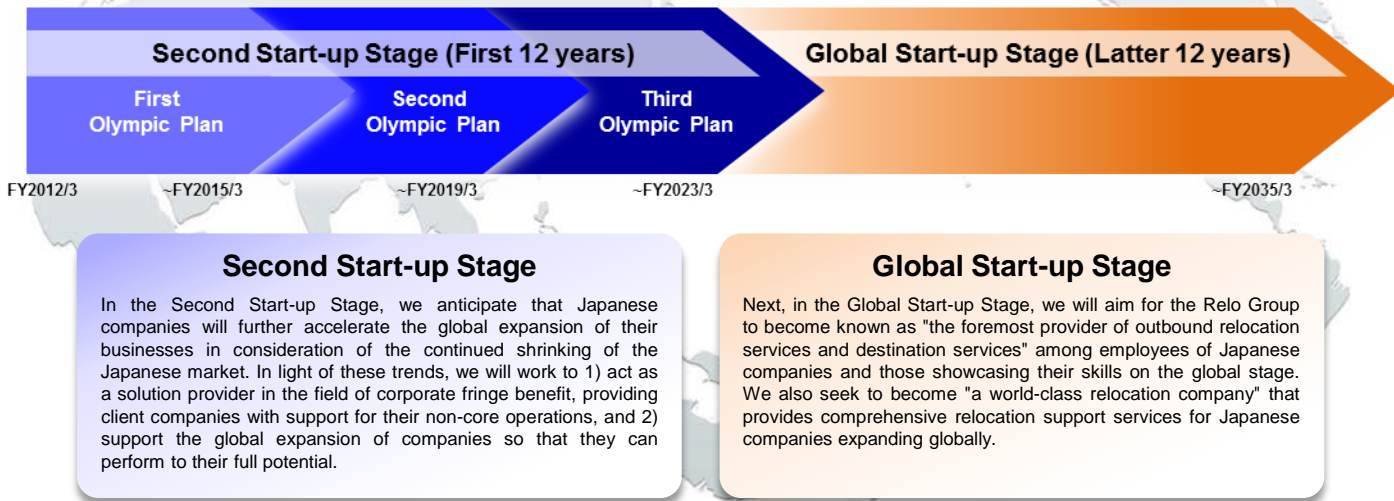 Second Start-up Stage (First 12 years)
Global Start-up Stage (Latter 12 years)
First
Olympic Plan
Second
Olympic Plan
Third
Olympic Plan
FY2012/3
~FY2015/3
~FY2019/3
~FY2023/3
~FY2035/3
Second Start-up Stage
In the Second Start-up Stage, we anticipate that Japanese
companies will further accelerate the global expansion of their
businesses in consideration of the continued shrinking of the
Japanese market. In light of these trends, we will work to 1) act as
a solution provider in the field of corporate fringe benefit, providing
client companies with support for their non-core operations, and 2)
support the global expansion of companies so that they can
perform to their full potential.
Global Start-up Stage
Next, in the Global Start-up Stage, we will aim for the Relo Group
to become known as "the foremost provider of outbound relocation
services and destination services" among employees of Japanese
companies and those showcasing their skills on the global stage.
We also seek to become "a world-class relocation company" that
provides comprehensive relocation support services for Japanese
companies expanding globally.